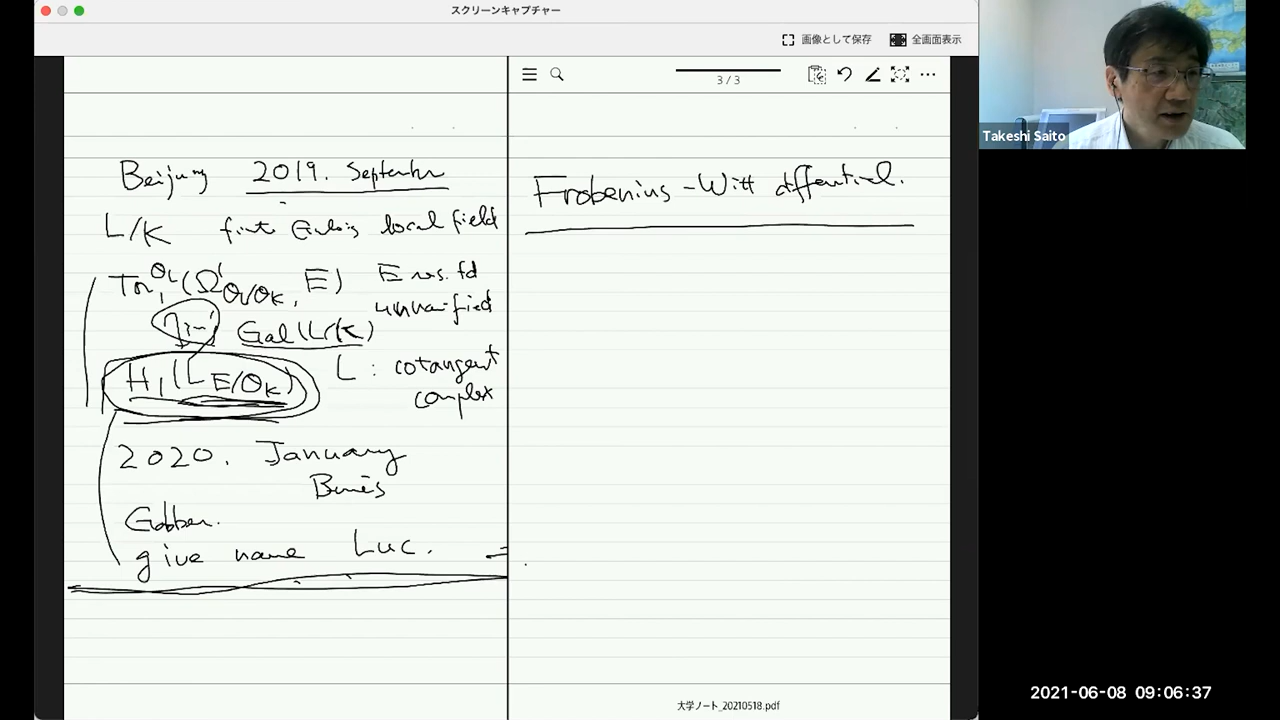 スクリーンキャプチャー
画像として保存
全画面表示
3 / 3
Beijing 2019. September
L/K finite Galois local field
Tor₁^{O_L}(Ω¹_{O_L/O_K}, E) E res. fd
Gal(L/K)
H₁(L_{E/O_K}) L : cotangent
complex
2020. January
Gabber.
give name Luc.
Frobenius-Witt differential.
大学ノート_20210518.pdf
Takeshi Saito
2021-06-08 09:06:37